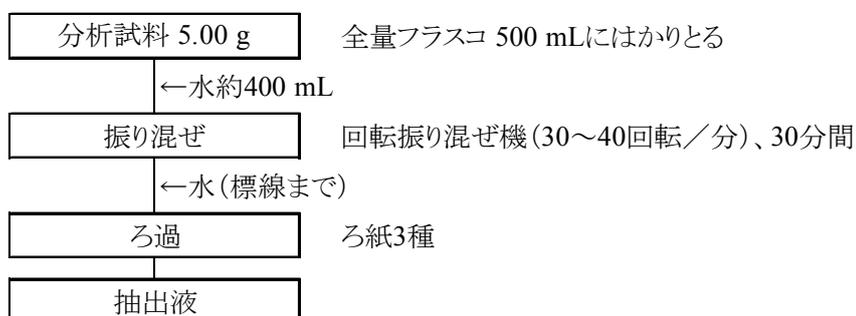 分析試料 5.00 g 全量フラスコ 500 mLにはかりとる
←水約400 mL
振り混ぜ 回転振り混ぜ機（30～40回転／分）、30分間
←水（標線まで）
ろ過 ろ紙3種
抽出液